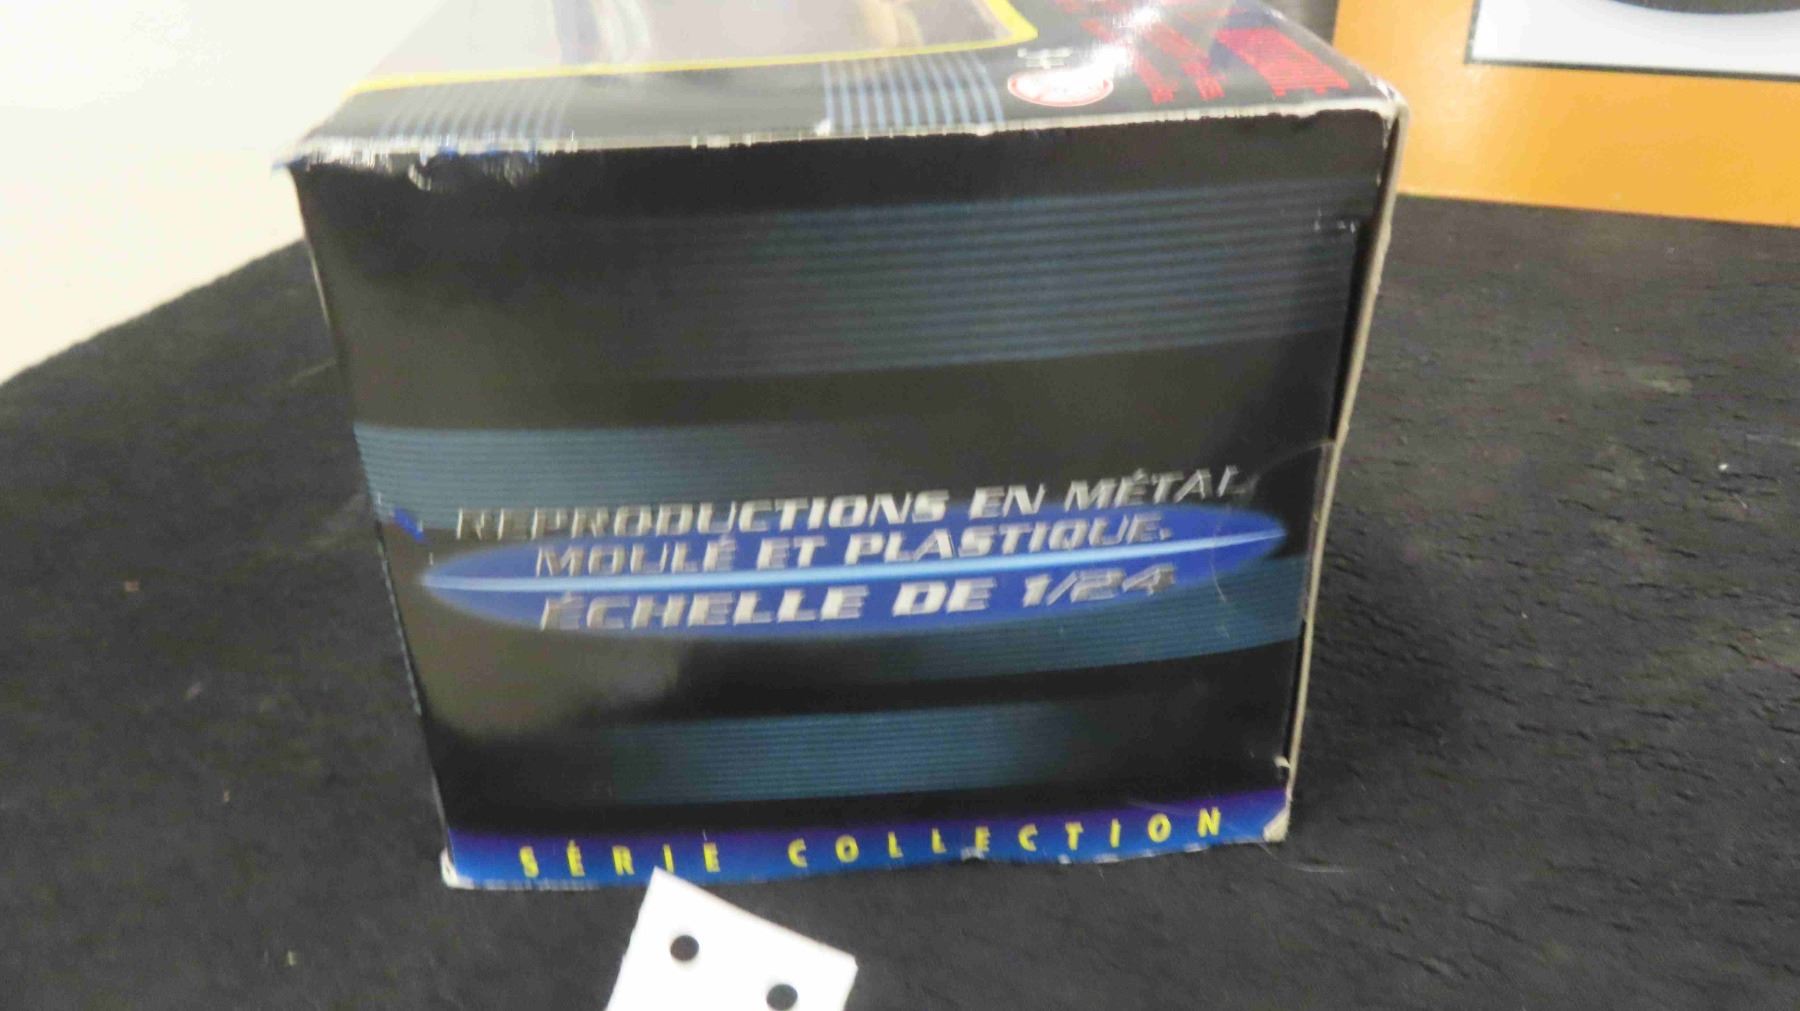 REPRODUCTIONS EN MÉTAL
MOULÉ ET PLASTIQUE.
ÉCHELLE DE 1/24
SÉRIE COLLECTION